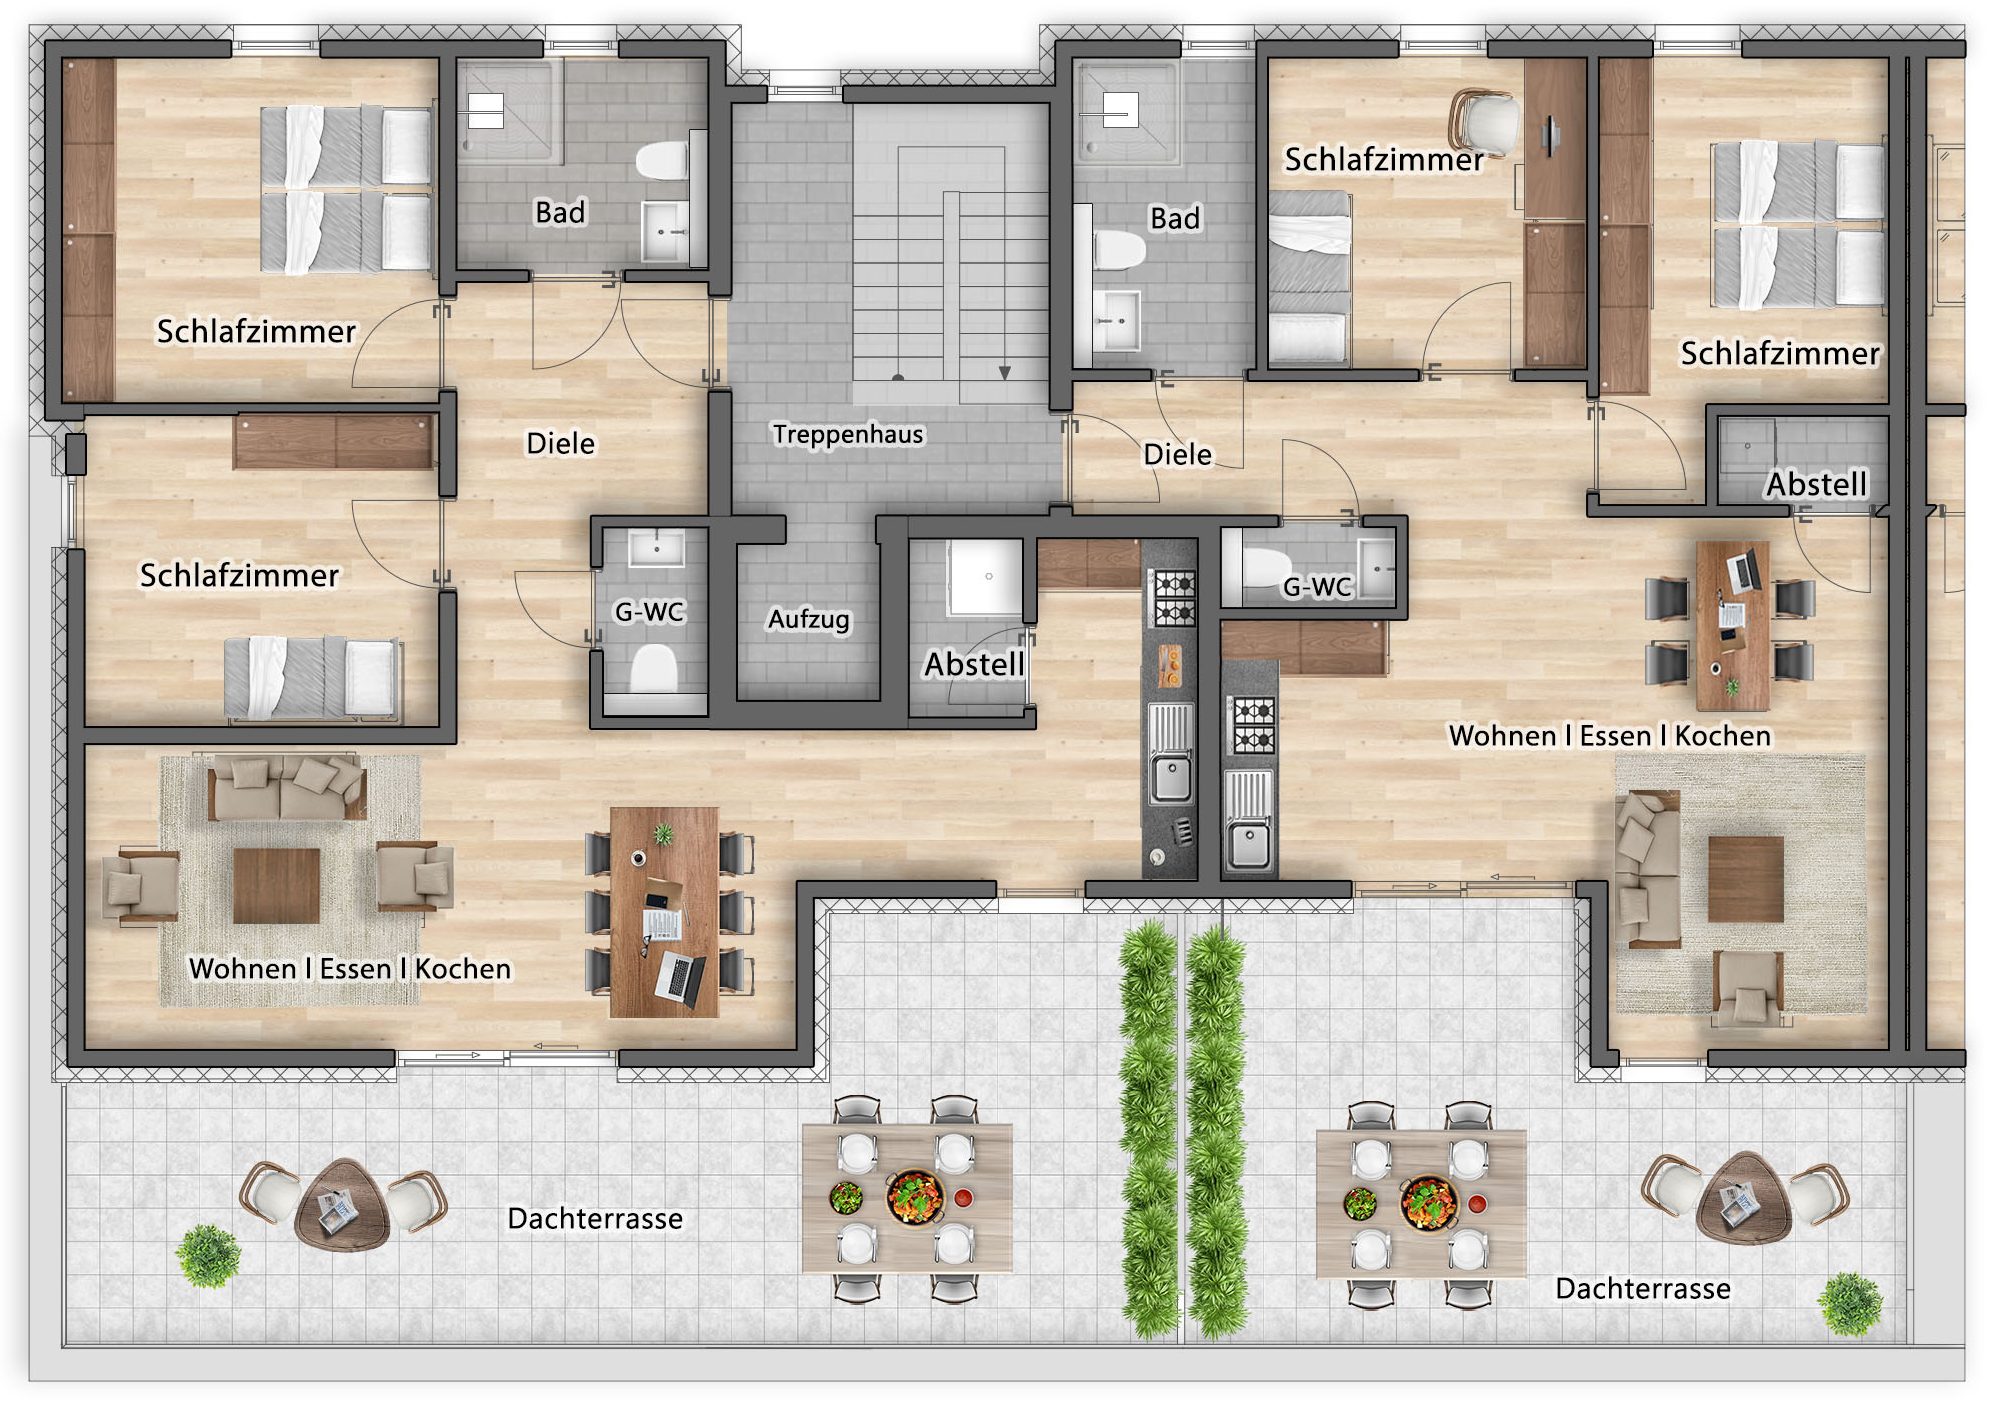 Schlafzimmer
Bad
Schlafzimmer
Diele
Treppenhaus
Bad
Schlafzimmer
Schlafzimmer
Diele
Abstell
Schlafzimmer
G-WC
Aufzug
Abstell
G-WC
Wohnen I Essen I Kochen
Wohnen I Essen I Kochen
Dachterrasse
Dachterrasse